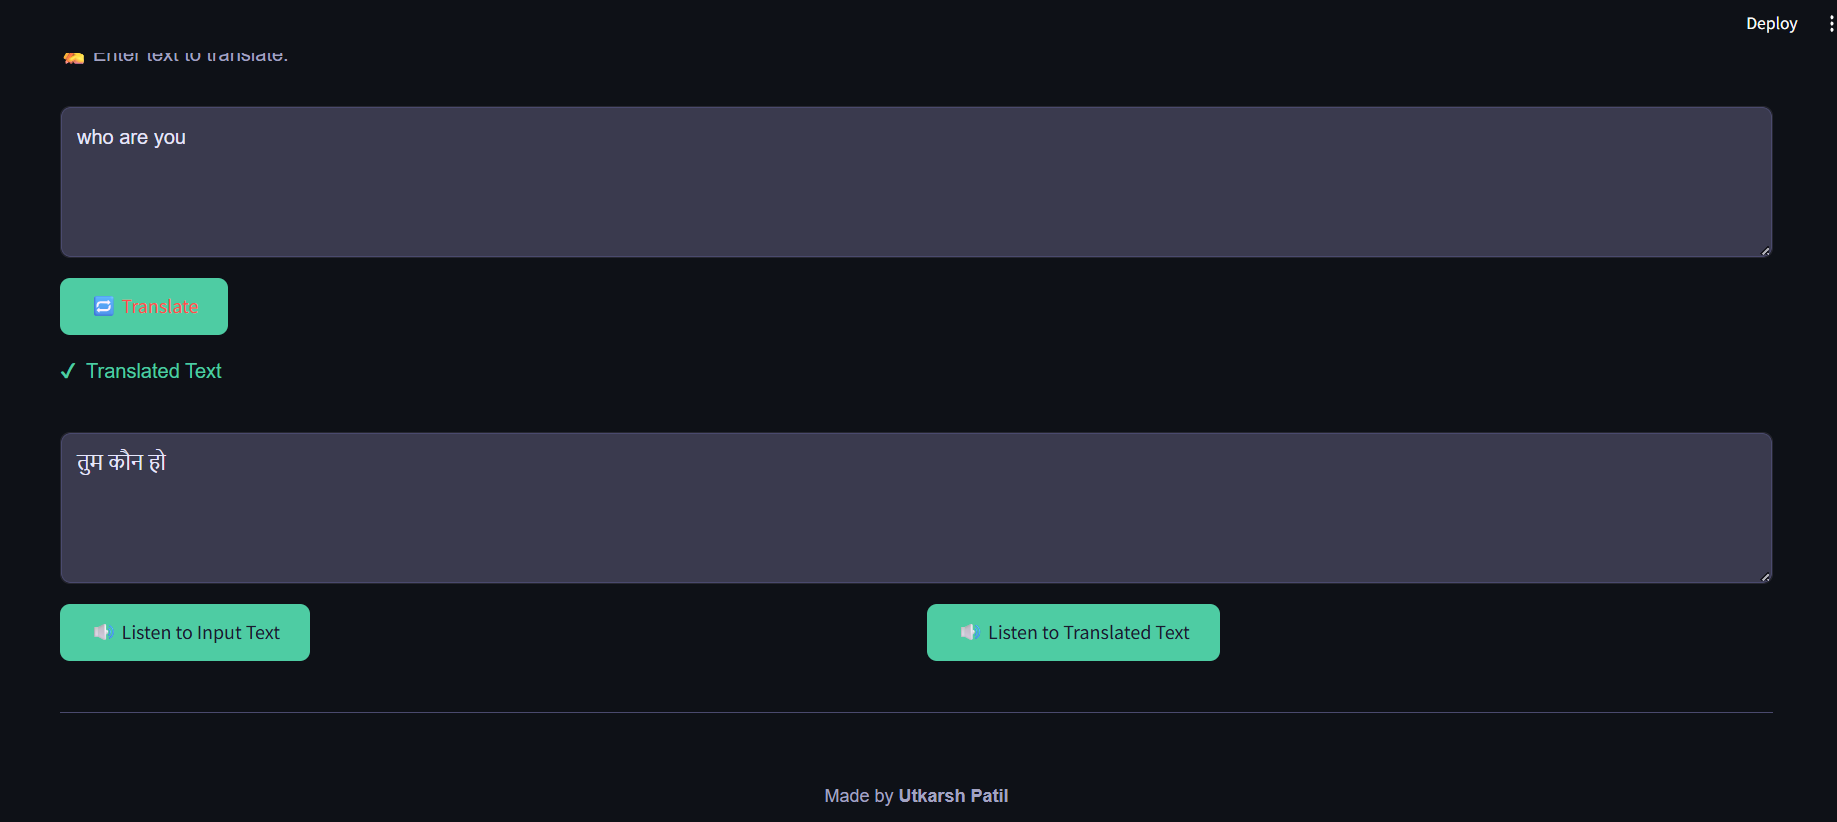 Deploy
Enter text to translate:
who are you
Translate
✓ Translated Text
तुम कौन हो
Listen to Input Text
Listen to Translated Text
Made by Utkarsh Patil